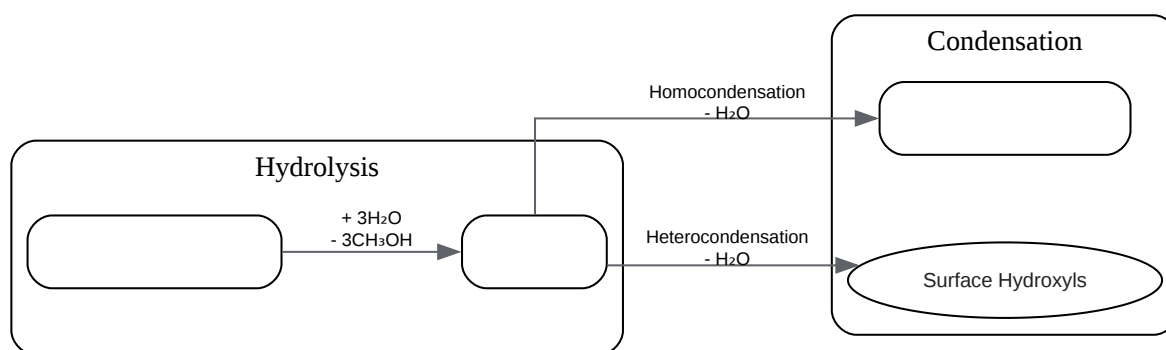 Condensation
Homocondensation
- H₂O
Hydrolysis
+ 3H₂O
- 3CH₃OH
Heterocondensation
- H₂O
Surface Hydroxyls